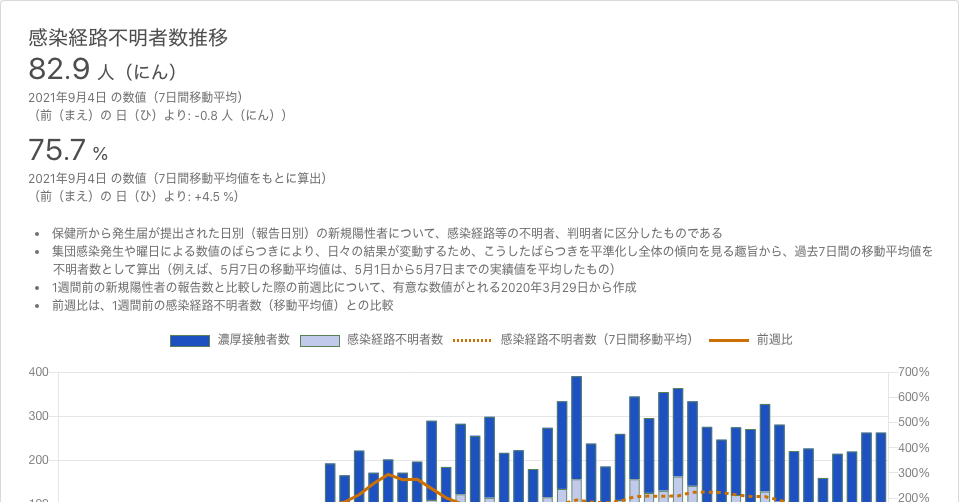 感染経路不明者数推移
82.9 人（にん）
2021年9月4日 の数値（7日間移動平均）
（前（まえ）の 日（ひ）より: -0.8 人（にん））
75.7 %
2021年9月4日 の数値（7日間移動平均値をもとに算出）
（前（まえ）の 日（ひ）より: +4.5 %）
• 保健所から発生届が提出された日別（報告日別）の新規陽性者について、感染経路等の不明者、判明者に区分したものである
• 集団感染発生や曜日による数値のばらつきにより、日々の結果が変動するため、こうしたばらつきを平準化し全体の傾向を見る趣旨から、過去7日間の移動平均値を
不明者数として算出（例えば、5月7日の移動平均値は、5月1日から5月7日までの実績値を平均したもの）
• 1週間前の新規陽性者の報告数と比較した際の前週比について、有意な数値がとれる2020年3月29日から作成
• 前週比は、1週間前の感染経路不明者数（移動平均値）との比較
濃厚接触者数 感染経路不明者数 感染経路不明者数（7日間移動平均） 前週比
400 700%
600%
300 500%
400%
200 300%
100 200%